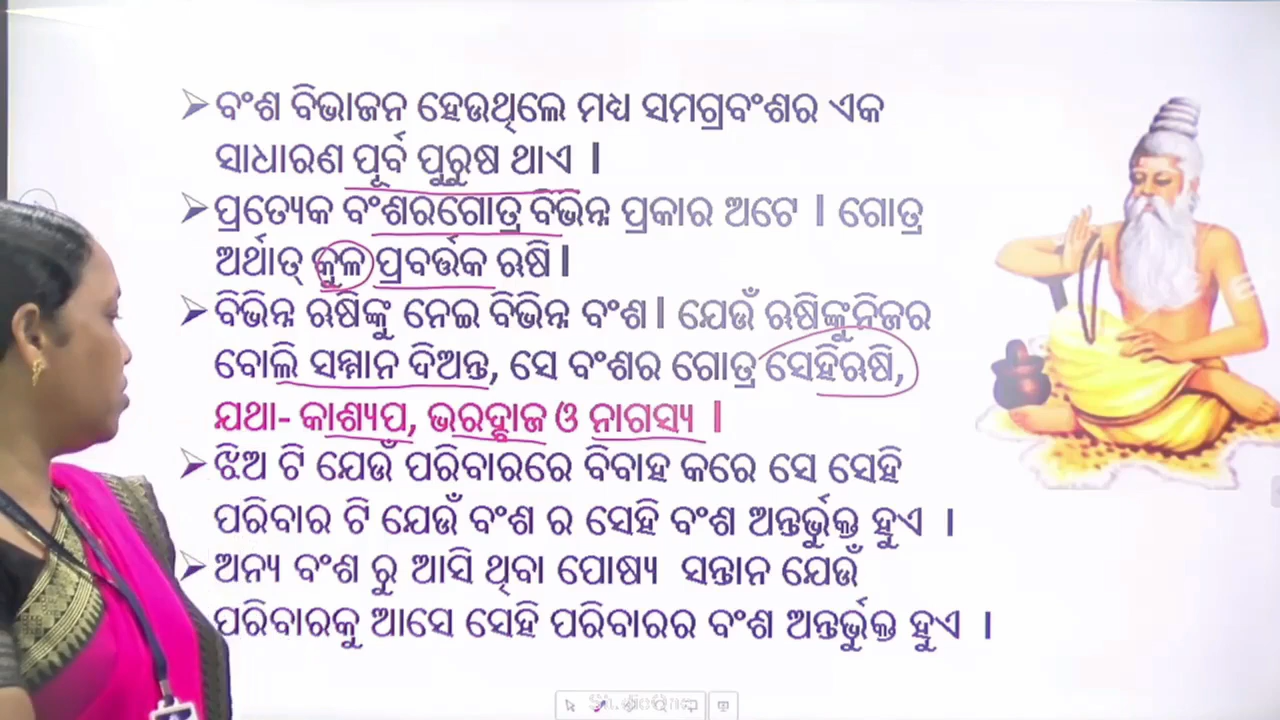 ➢ ବଂଶ ବିଭାଜନ ହେଉଥିଲେ ମଧ୍ୟ ସମଗ୍ରବଂଶର ଏକ
ସାଧାରଣ ପୂର୍ବ ପୁରୁଷ ଥାଏ ।
➢ ପ୍ରତ୍ୟେକ ବଂଶରଗୋତ୍ର ବିଭିନ୍ନ ପ୍ରକାର ଅଟେ । ଗୋତ୍ର
ଅର୍ଥାତ୍ କୁଳ ପ୍ରବର୍ତ୍ତକ ଋଷି ।
➢ ବିଭିନ୍ନ ଋଷିଙ୍କୁ ନେଇ ବିଭିନ୍ନ ବଂଶ । ଯେଉଁ ଋଷିଙ୍କୁନିଜର
ବୋଲି ସମ୍ମାନ ଦିଅନ୍ତ, ସେ ବଂଶର ଗୋତ୍ର ସେହିଋଷି,
ଯଥା- କାଶ୍ୟପ, ଭରଦ୍ବାଜ ଓ ନାଗସ୍ୟ ।
➢ ଝିଅ ଟି ଯେଉଁ ପରିବାରରେ ବିବାହ କରେ ସେ ସେହି
ପରିବାର ଟି ଯେଉଁ ବଂଶ ର ସେହି ବଂଶ ଅନ୍ତର୍ଭୁକ୍ତ ହୁଏ ।
➢ ଅନ୍ୟ ବଂଶ ରୁ ଆସି ଥିବା ପୋଷ୍ୟ ସନ୍ତାନ ଯେଉଁ
ପରିବାରକୁ ଆସେ ସେହି ପରିବାରର ବଂଶ ଅନ୍ତର୍ଭୁକ୍ତ ହୁଏ ।